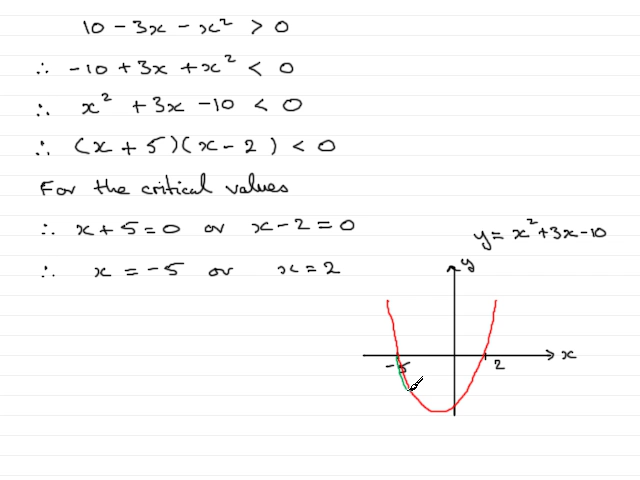 10 - 3x - x² > 0
∴ -10 + 3x + x² < 0
∴ x² + 3x - 10 < 0
∴ (x + 5)(x - 2) < 0
For the critical values
∴ x + 5 = 0 or x - 2 = 0
∴ x = -5 or x = 2
y = x² + 3x - 10
y
x
-5
2